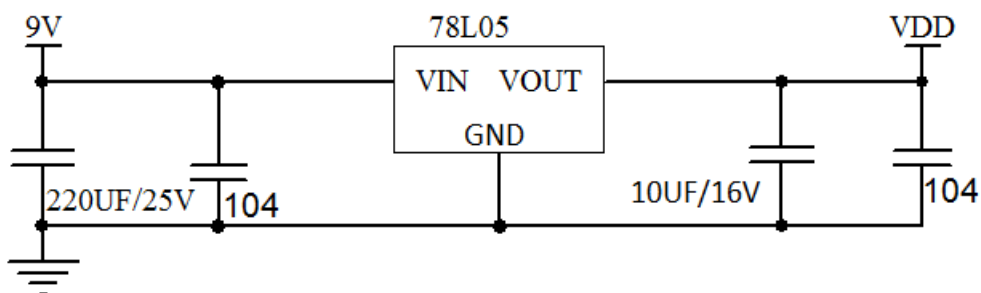 9V
78L05
VDD
VIN VOUT
GND
220UF/25V
104
10UF/16V
104